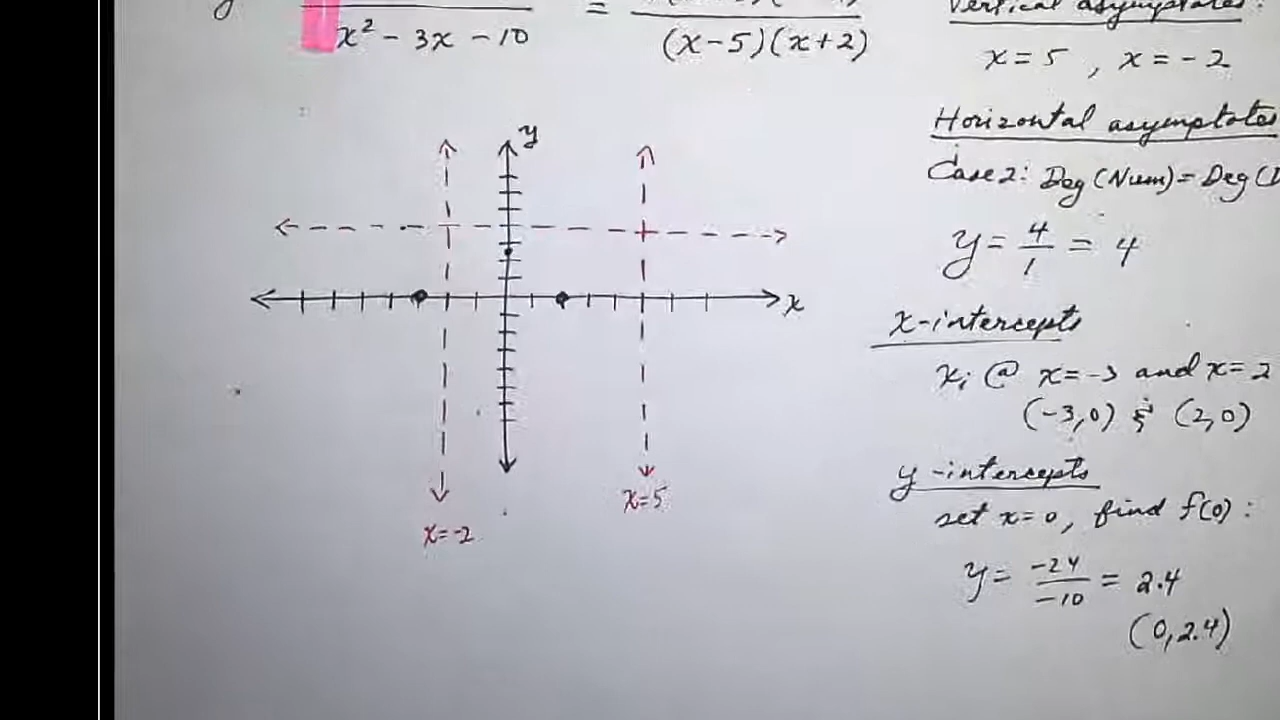 y =
x² - 3x - 10
(x-5)(x+2)
Vertical asymptotes:
x = 5 , x = -2
Horizontal asymptotes
Case 2: Deg (Num) = Deg (
y = 4/1 = 4
x-intercepts
xᵢ @ x = -3 and x = 2
(-3,0) & (2,0)
y-intercepts
set x=0, find f(0) :
y = -24/-10 = 2.4
(0,2.4)
y
x
x=5
x=-2